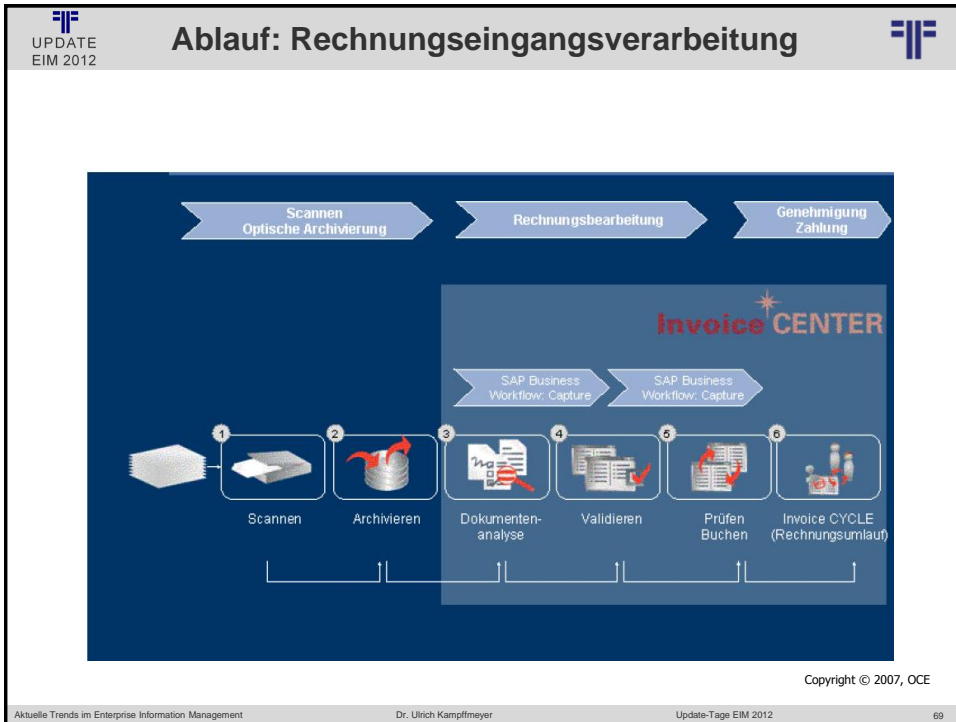 UPDATE
EIM 2012
Ablauf: Rechnungseingangsverarbeitung
Scannen
Optische Archivierung
Rechnungsbearbeitung
Genehmigung
Zahlung
Invoice CENTER
SAP Business
Workflow: Capture
SAP Business
Workflow: Capture
1
2
3
4
5
6
Scannen
Archivieren
Dokumenten-
analyse
Validieren
Prüfen
Buchen
Invoice CYCLE
(Rechnungsumlauf)
Copyright © 2007, OCE
Aktuelle Trends im Enterprise Information Management
Dr. Ulrich Kampffmeyer
Update-Tage EIM 2012
69